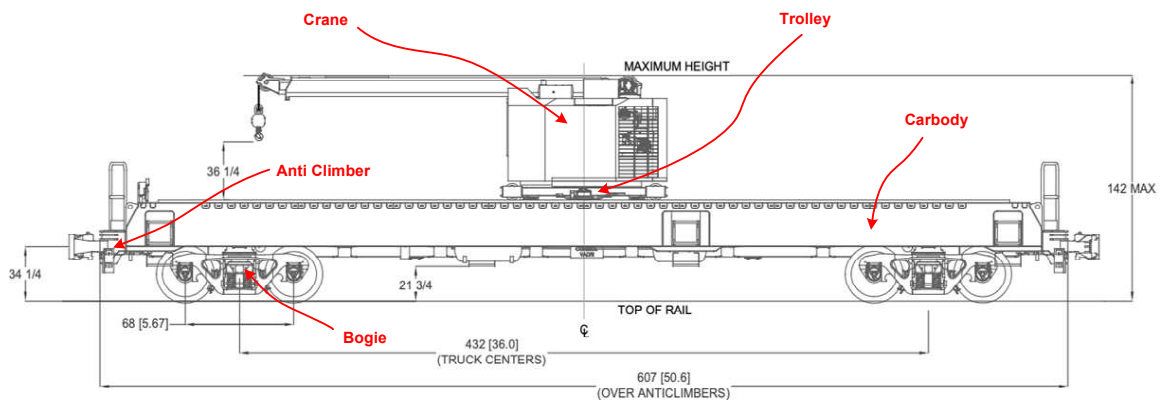 Crane
Trolley
MAXIMUM HEIGHT
Carbody
36 1/4
Anti Climber
142 MAX
34 1/4
21 3/4
TOP OF RAIL
68 [5.67]
Bogie
℄
432 [36.0]
(TRUCK CENTERS)
607 [50.6]
(OVER ANTICLIMBERS)